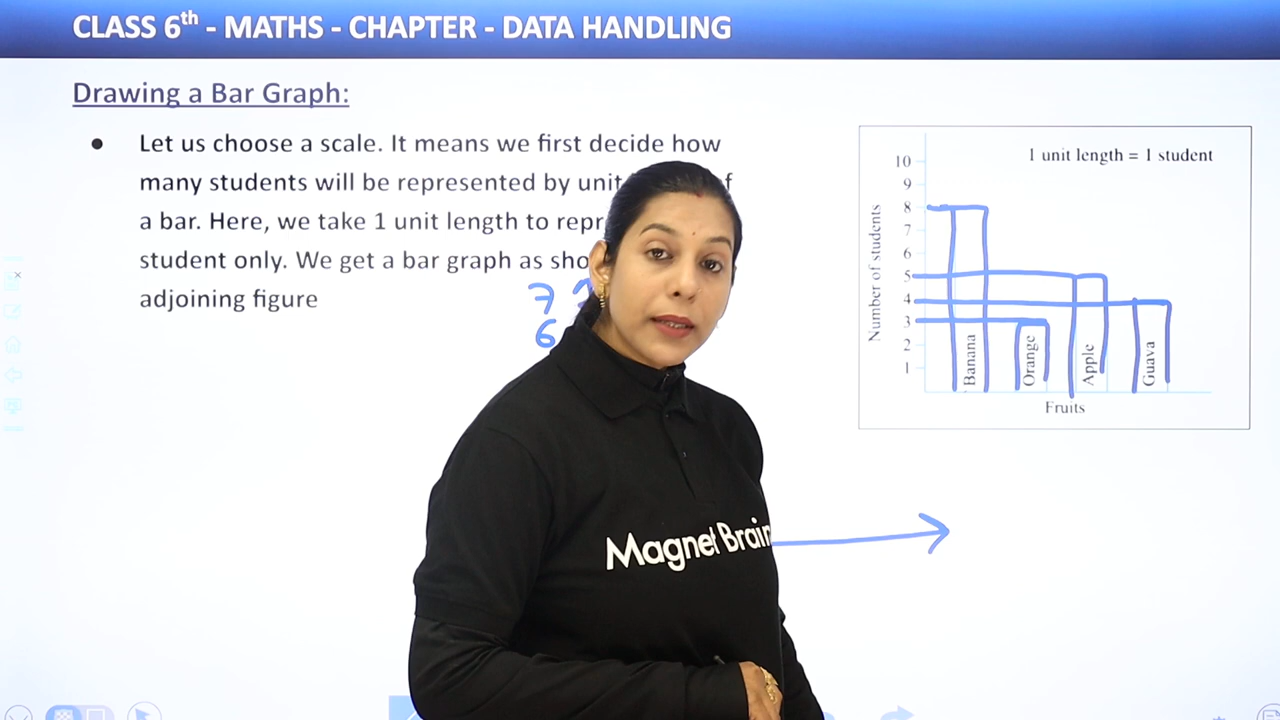 CLASS 6th - MATHS - CHAPTER - DATA HANDLING
Drawing a Bar Graph:
● Let us choose a scale. It means we first decide how
many students will be represented by unit
a bar. Here, we take 1 unit length to
student only. We get a bar graph as
adjoining figure
7
6
1 unit length = 1 student
Number of students
10
9
8
7
6
5
4
3
2
1
Banana
Orange
Apple
Guava
Fruits
Magnet Brain